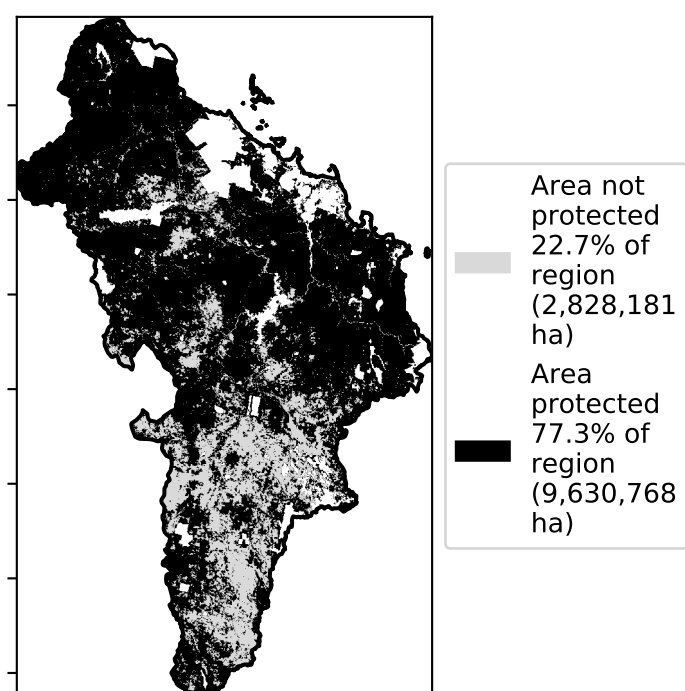 Area not
protected
22.7% of
region
(2,828,181
ha)
Area
protected
77.3% of
region
(9,630,768
ha)